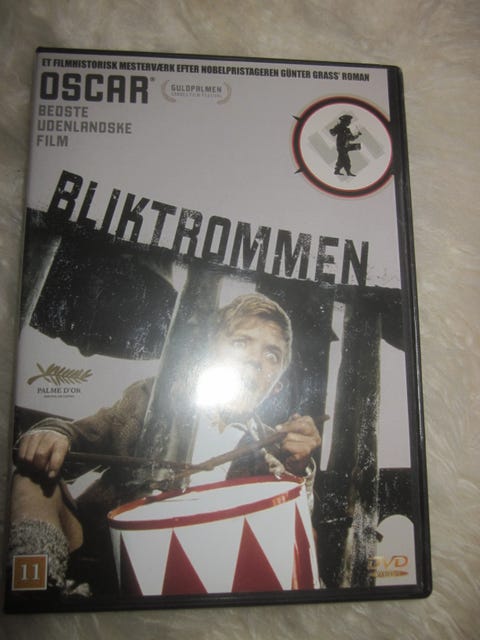 ET FILMHISTORISK MESTERVÆRK EFTER NOBELPRISTAGEREN GÜNTER GRASS' ROMAN
OSCAR®
GULDPALMEN
BEDSTE
UDENLANDSKE
FILM
BLIKTROMMEN
PALME D'OR
11
DVD